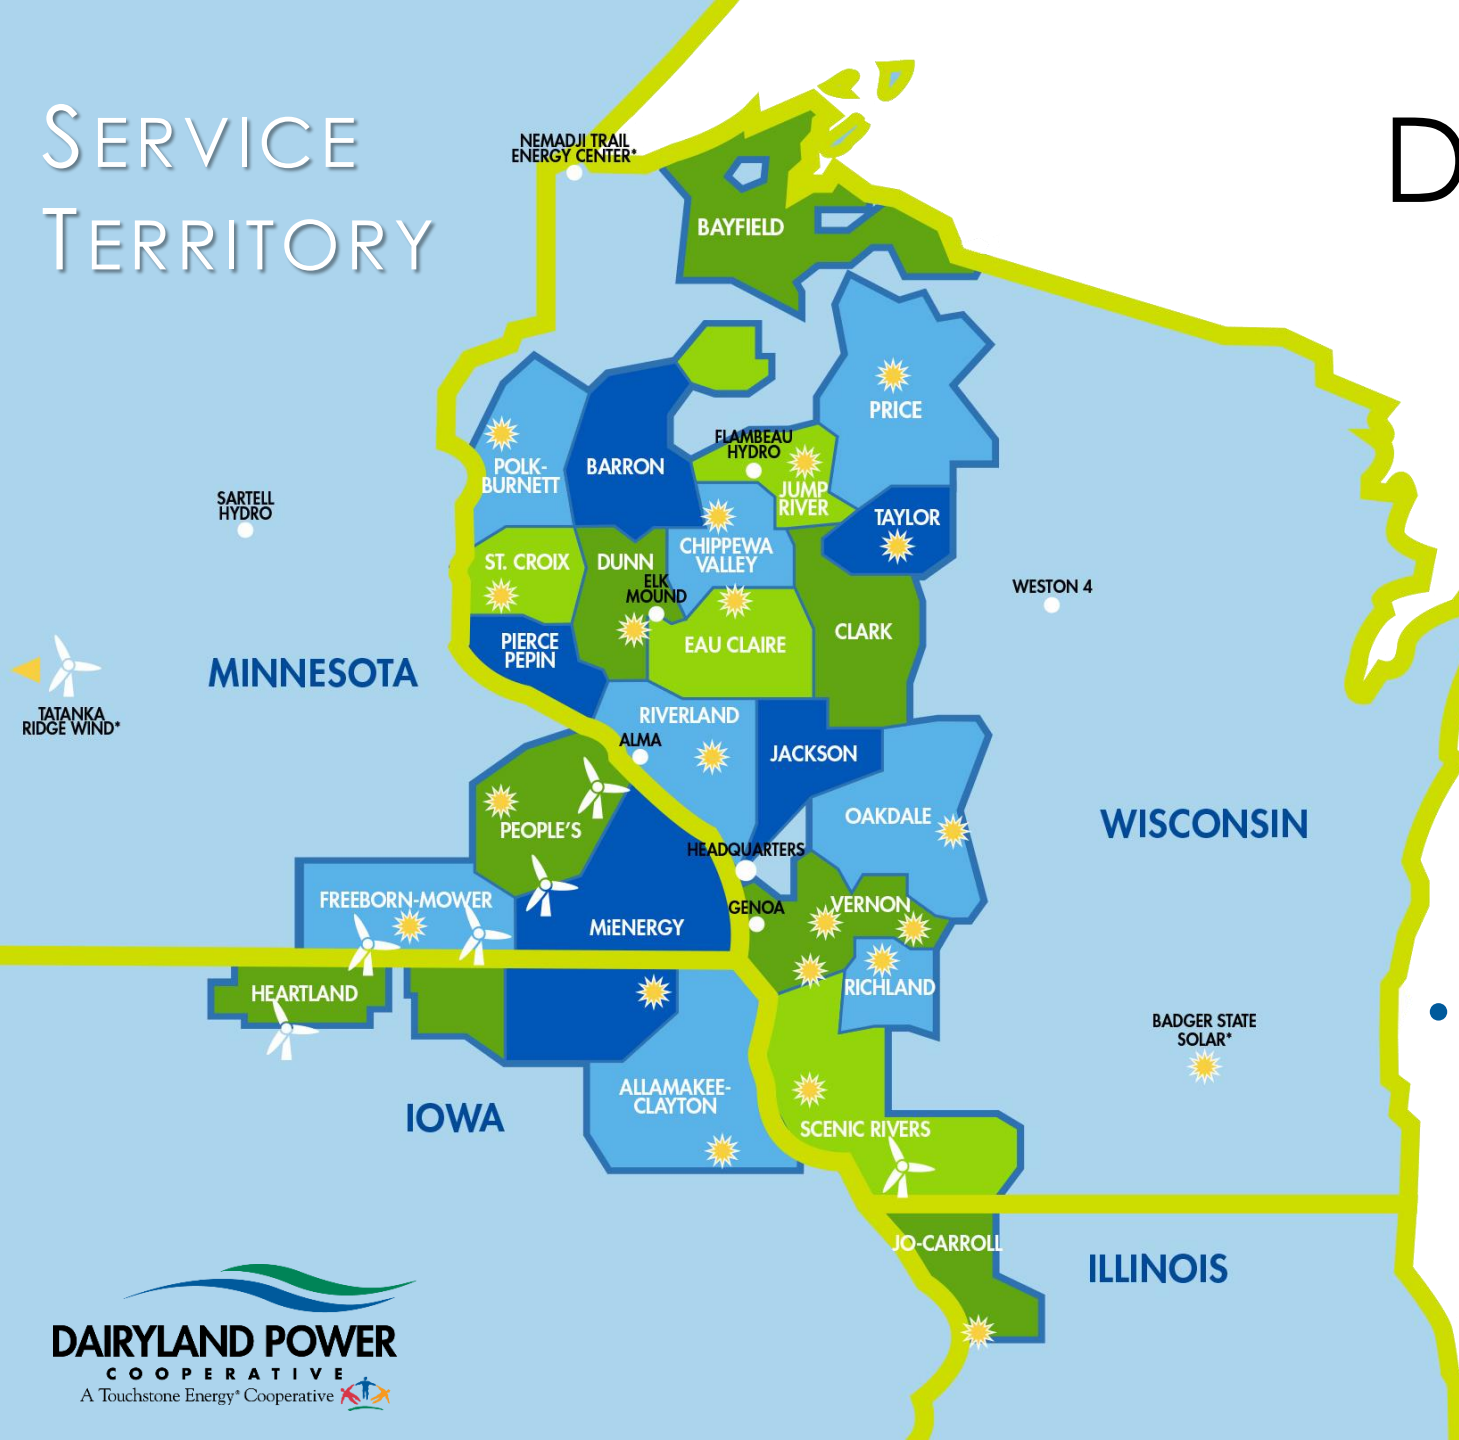 SERVICE
TERRITORY
D
NEMADJI TRAIL
ENERGY CENTER*
BAYFIELD
PRICE
FLAMBEAU
HYDRO
POLK-
BURNETT
BARRON
JUMP
RIVER
SARTELL
HYDRO
TAYLOR
CHIPPEWA
VALLEY
ST. CROIX
DUNN
ELK
MOUND
WESTON 4
CLARK
EAU CLAIRE
PIERCE
PEPIN
MINNESOTA
TATANKA
RIDGE WIND*
RIVERLAND
ALMA
JACKSON
OAKDALE
WISCONSIN
PEOPLE'S
HEADQUARTERS
FREEBORN-MOWER
GENOA
VERNON
MiENERGY
HEARTLAND
RICHLAND
BADGER STATE
SOLAR*
ALLAMAKEE-
CLAYTON
IOWA
SCENIC RIVERS
JO-CARROLL
ILLINOIS
DAIRYLAND POWER
COOPERATIVE
A Touchstone Energy® Cooperative